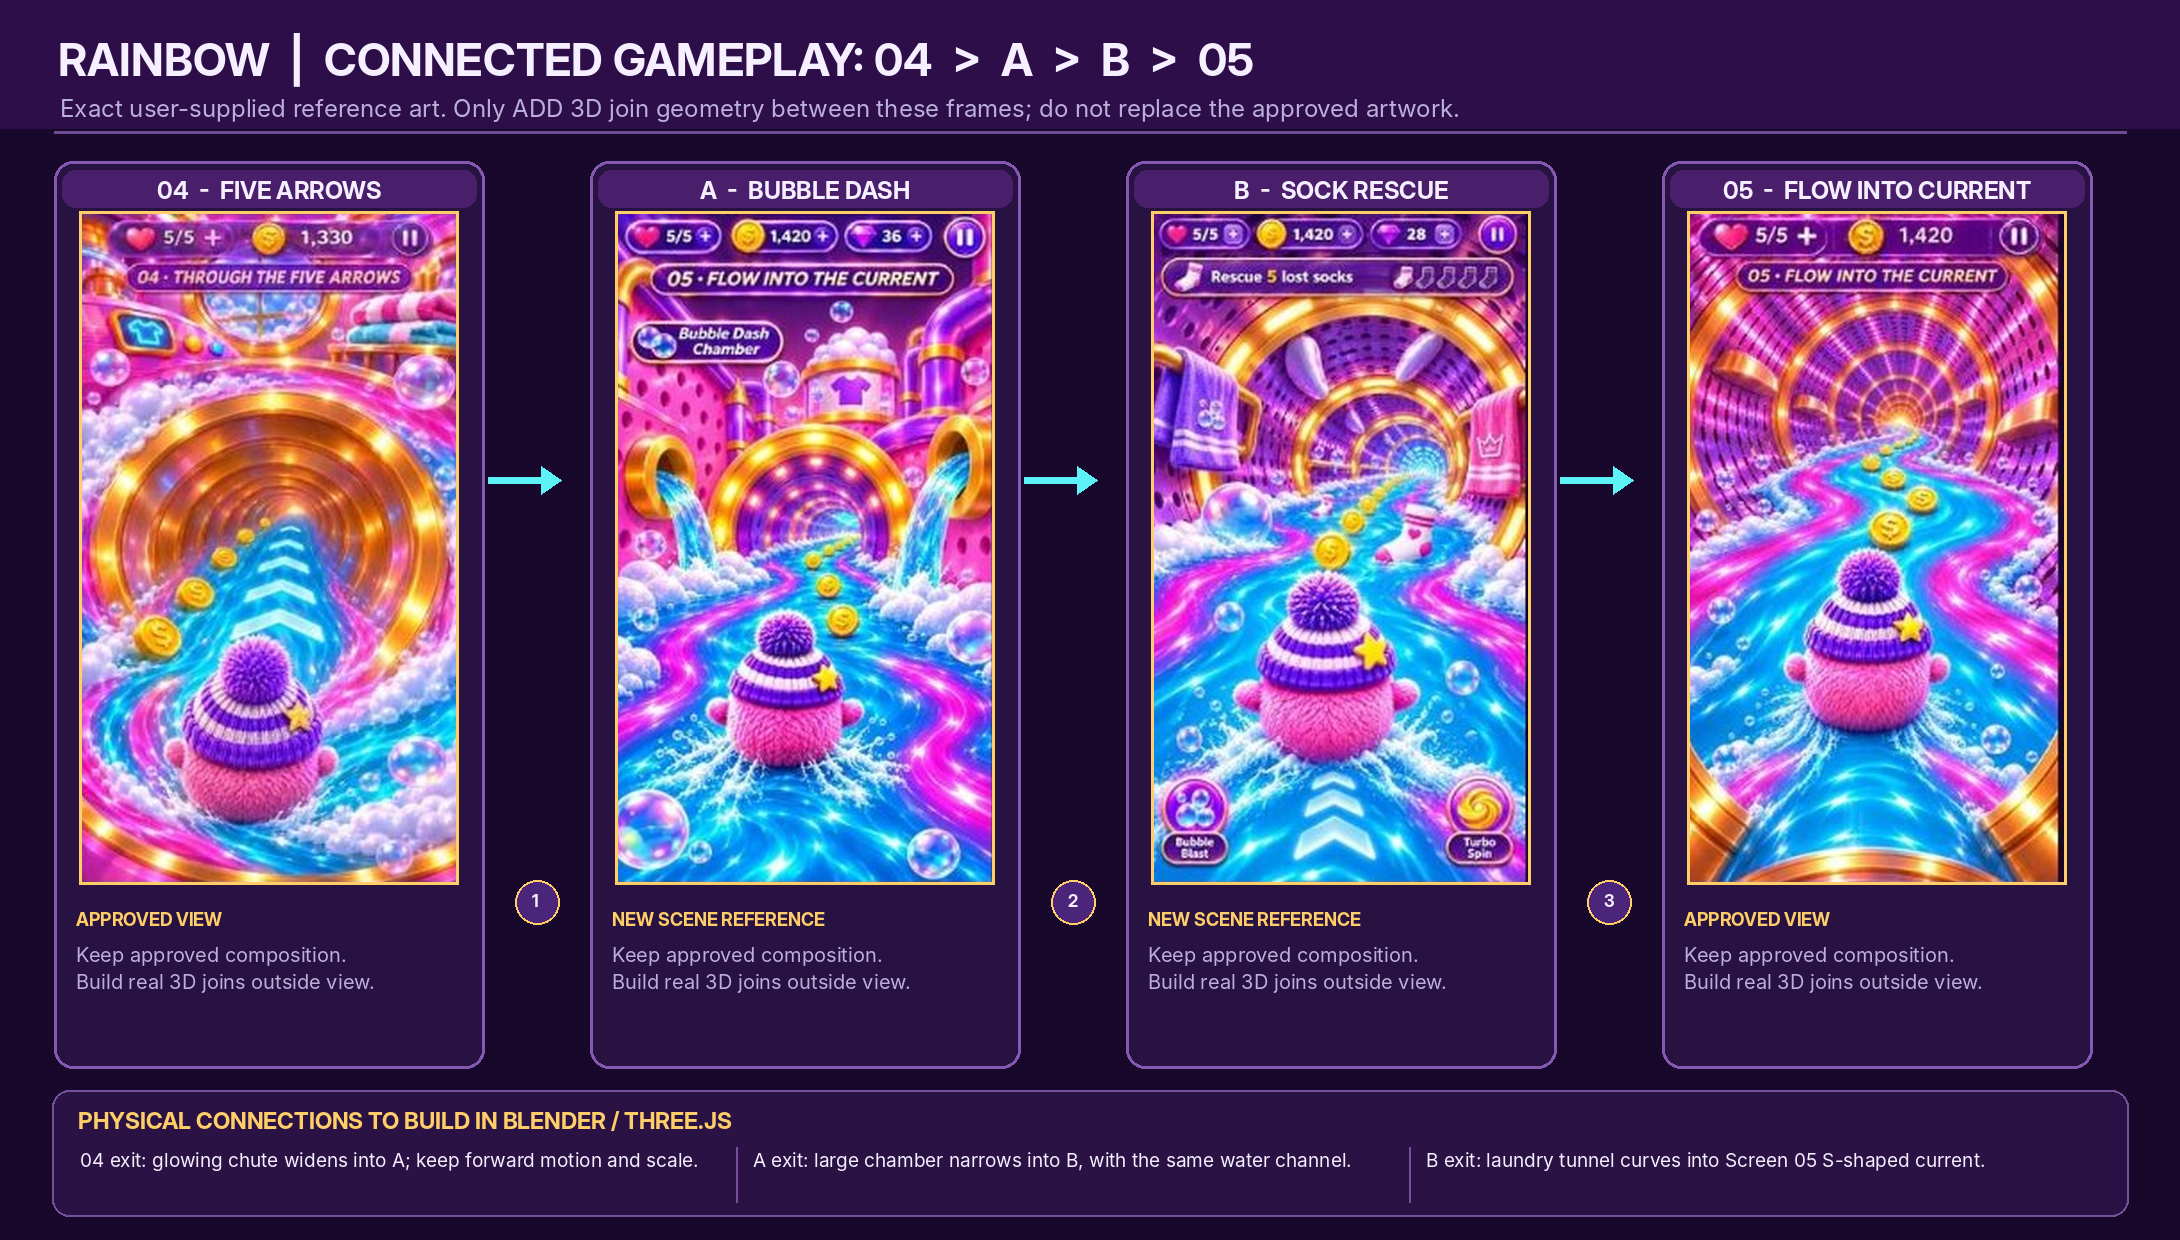 RAINBOW | CONNECTED GAMEPLAY: 04 > A > B > 05
Exact user-supplied reference art. Only ADD 3D join geometry between these frames; do not replace the approved artwork.
04 - FIVE ARROWS
5/5 + 1,330
04 · THROUGH THE FIVE ARROWS
APPROVED VIEW
Keep approved composition.
Build real 3D joins outside view.
1
A - BUBBLE DASH
5/5 + 1,420 + 36 +
05 · FLOW INTO THE CURRENT
Bubble Dash
Chamber
NEW SCENE REFERENCE
Keep approved composition.
Build real 3D joins outside view.
2
B - SOCK RESCUE
5/5 + 1,420 + 28 +
Rescue 5 lost socks
Bubble
Blast
Turbo
Spin
NEW SCENE REFERENCE
Keep approved composition.
Build real 3D joins outside view.
3
05 - FLOW INTO CURRENT
5/5 + 1,420
05 · FLOW INTO THE CURRENT
APPROVED VIEW
Keep approved composition.
Build real 3D joins outside view.
PHYSICAL CONNECTIONS TO BUILD IN BLENDER / THREE.JS
04 exit: glowing chute widens into A; keep forward motion and scale.
A exit: large chamber narrows into B, with the same water channel.
B exit: laundry tunnel curves into Screen 05 S-shaped current.